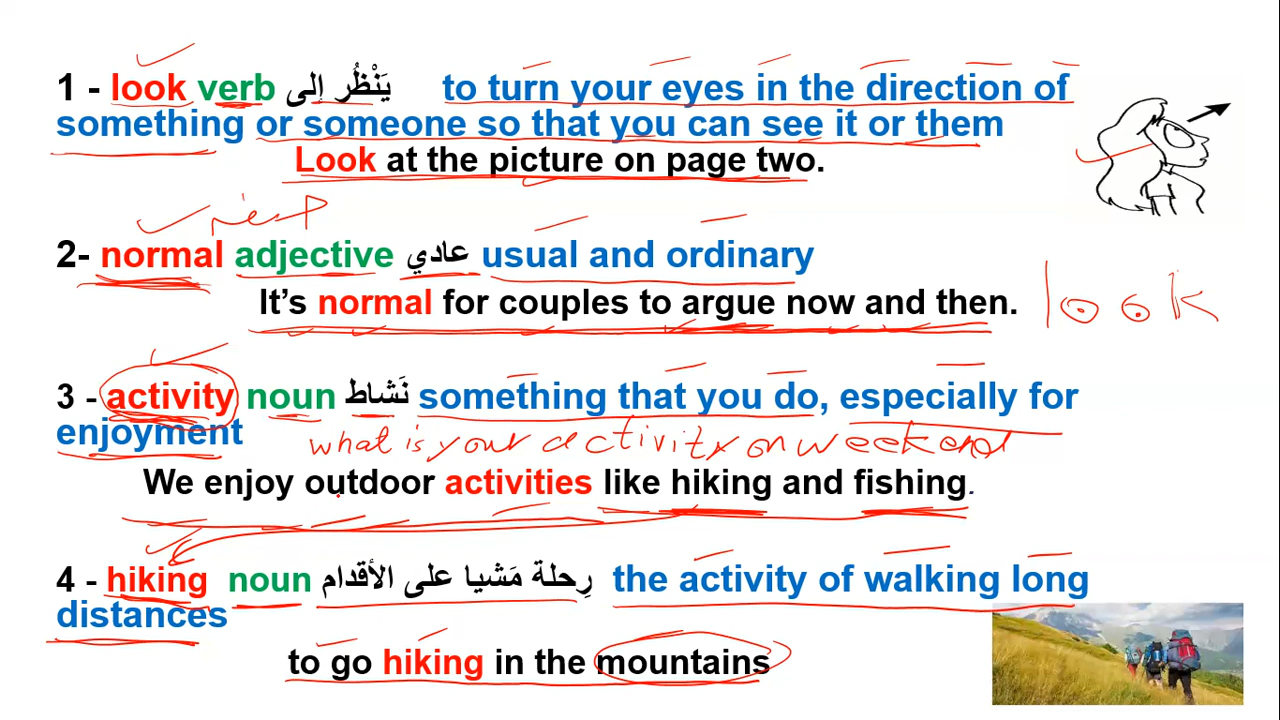 1 - look verb يَنْظُر إلى to turn your eyes in the direction of
something or someone so that you can see it or them
Look at the picture on page two.
2- normal adjective عادي usual and ordinary
It's normal for couples to argue now and then.
look
3 - activity noun نَشاط something that you do, especially for
enjoyment
what is your activity on weekend
We enjoy outdoor activities like hiking and fishing.
4 - hiking noun رِحلة مَشيا على الأقدام the activity of walking long
distances
to go hiking in the mountains